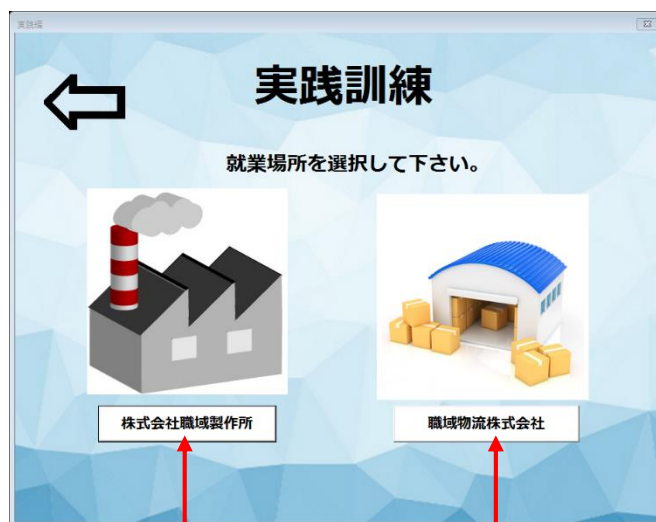 実践編
実践訓練
就業場所を選択して下さい。
株式会社職域製作所
職域物流株式会社